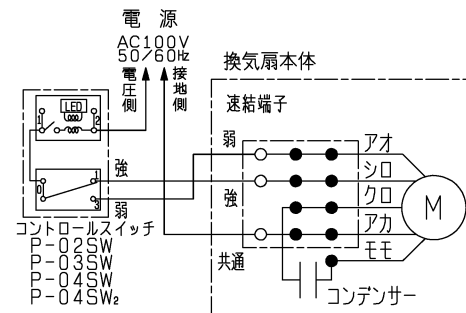 電 源
AC100V
50/60Hz
電圧側
接地側
換気扇本体
速結端子
LED
1
2
弱
アオ
強
シロ
0
1
3
強
クロ
M
弱
アカ
コントロールスイッチ
共通
モモ
P-02SW
P-03SW
P-04SW
P-04SW₂
コンデンサー